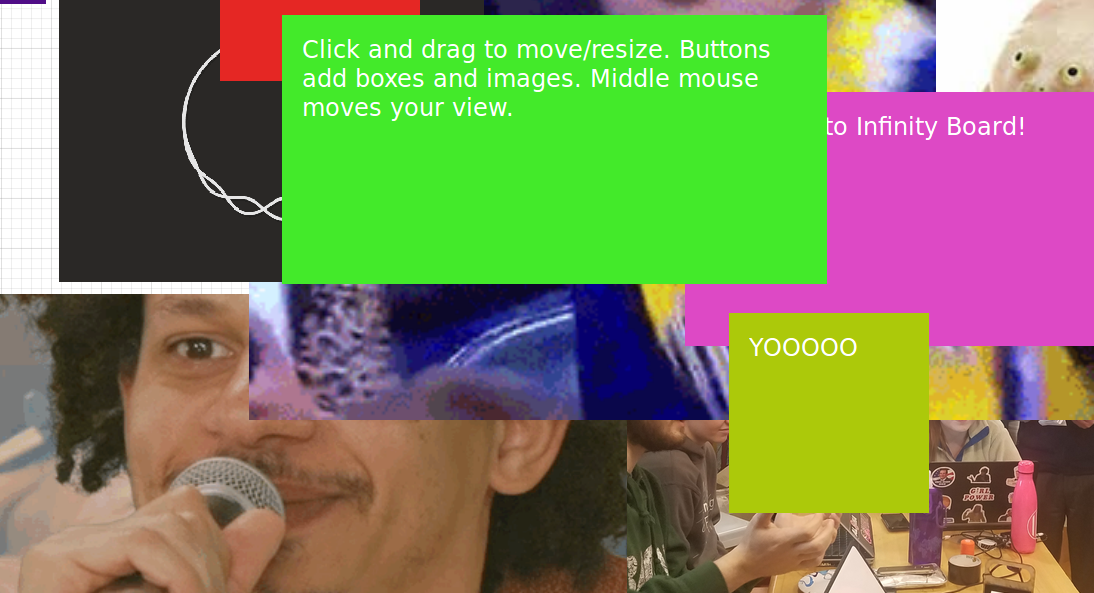 Click and drag to move/resize. Buttons
add boxes and images. Middle mouse
moves your view.
to Infinity Board!
YOOOOO
GIRL
POWER